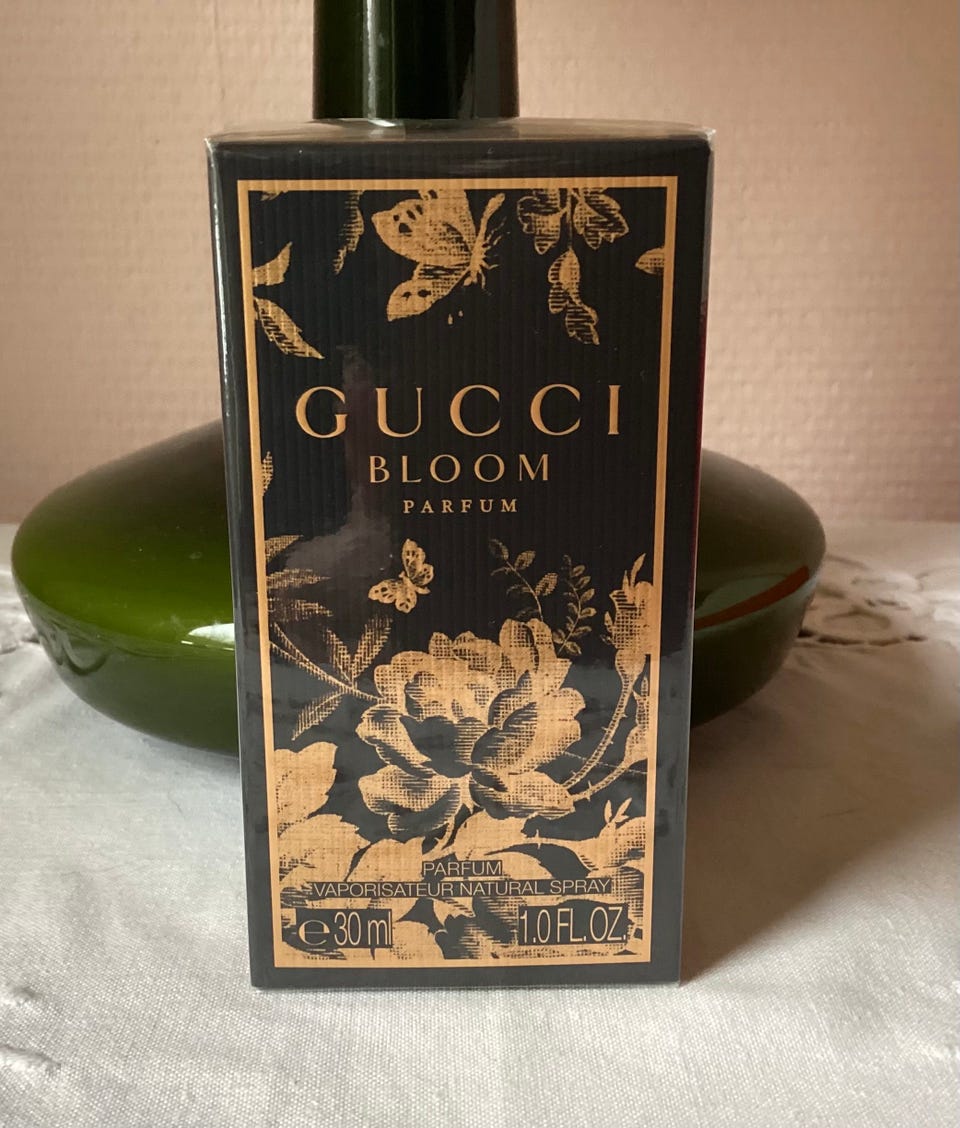 GUCCI
BLOOM
PARFUM
PARFUM
VAPORISATEUR NATURAL SPRAY
℮30 ml 1.0 FL. OZ.